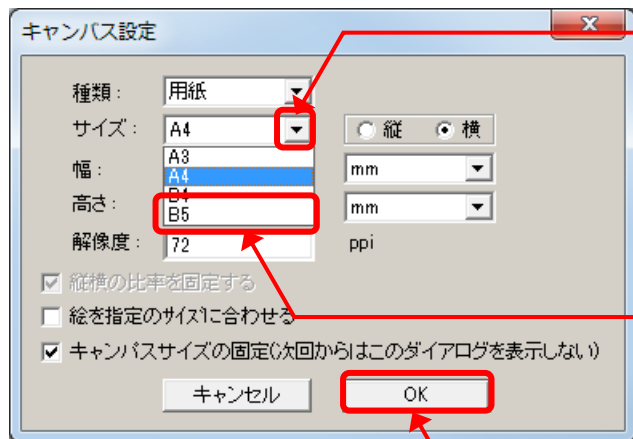 キャンバス設定
種類： 用紙
サイズ： A4 縦 横
A3
幅： A4 mm
B4
高さ： B5 mm
解像度： 72 ppi
縦横の比率を固定する
絵を指定のサイズに合わせる
キャンバスサイズの固定(次回からはこのダイアログを表示しない)
キャンセル OK